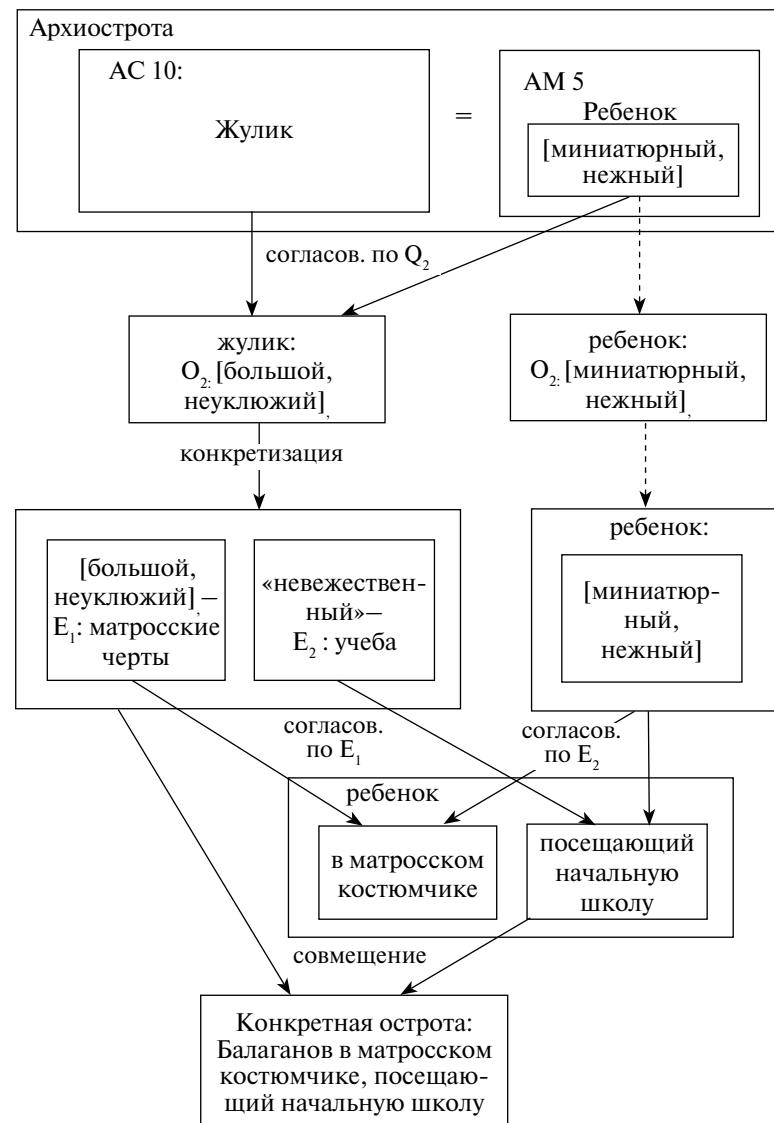 Архиострота
АС 10:
Жулик
=
АМ 5
Ребенок
[миниатюрный,
нежный]
согласов. по Q₂
жулик:
O₂: [большой,
неуклюжий],
ребенок:
O₂: [миниатюрный,
нежный],
конкретизация
[большой,
неуклюжий], –
E₁: матросские
черты
«невежествен-
ный»–
E₂ : учеба
ребенок:
[миниатюр-
ный,
нежный]
согласов.
по E₁
согласов.
по E₂
ребенок
в матросском
костюмчике
посещающий
начальную
школу
совмещение
Конкретная острота:
Балаганов в матросском
костюмчике, посещаю-
щий начальную школу